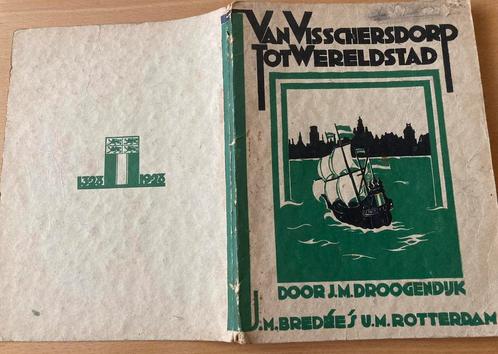 VAN VISSCHERSDORP
TOT WERELDSTAD
DOOR J.M. DROOGENDIJK
J.M. BREDÉE'S U.M. ROTTERDAM
1328 1928